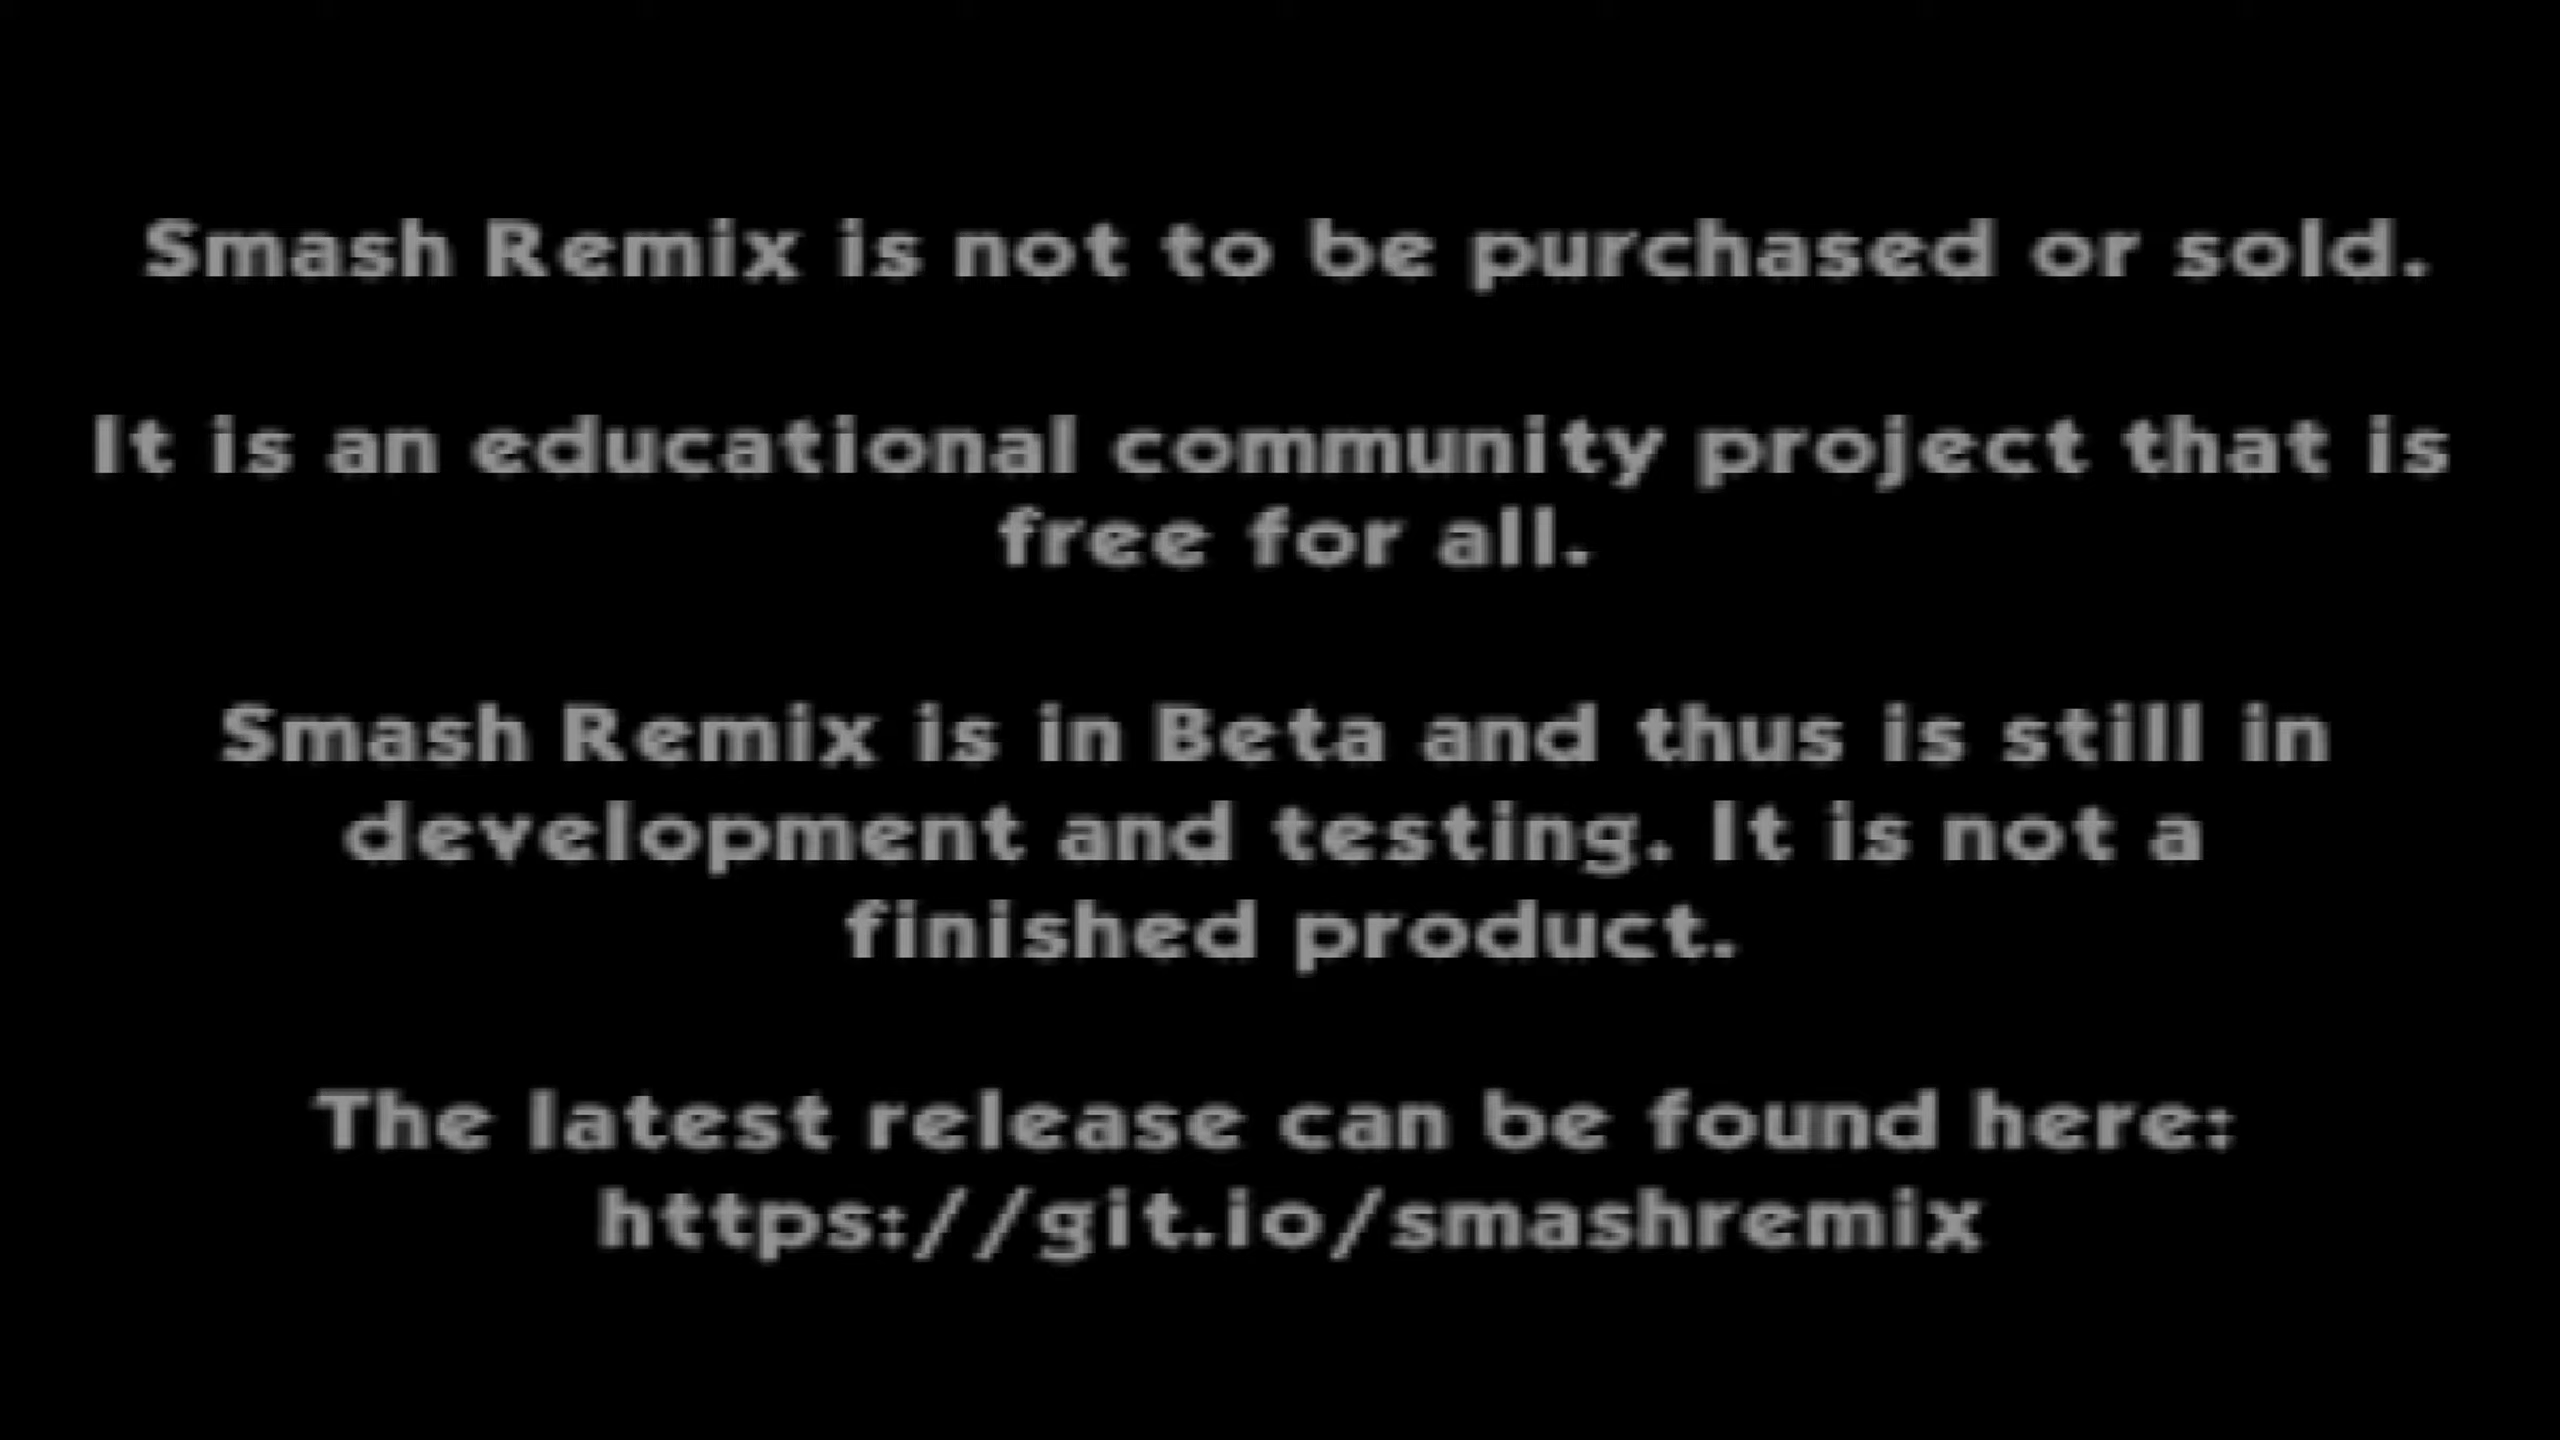 Smash Remix is not to be purchased or sold.
It is an educational community project that is
free for all.
Smash Remix is in Beta and thus is still in
development and testing. It is not a
finished product.
The latest release can be found here:
https://git.io/smashremix